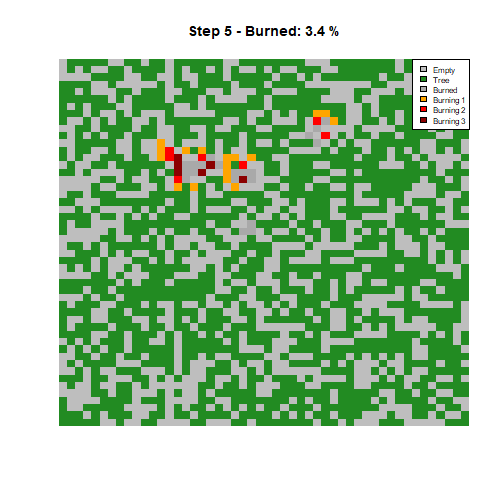 Step 5 - Burned: 3.4 %
Empty
Tree
Burned
Burning 1
Burning 2
Burning 3